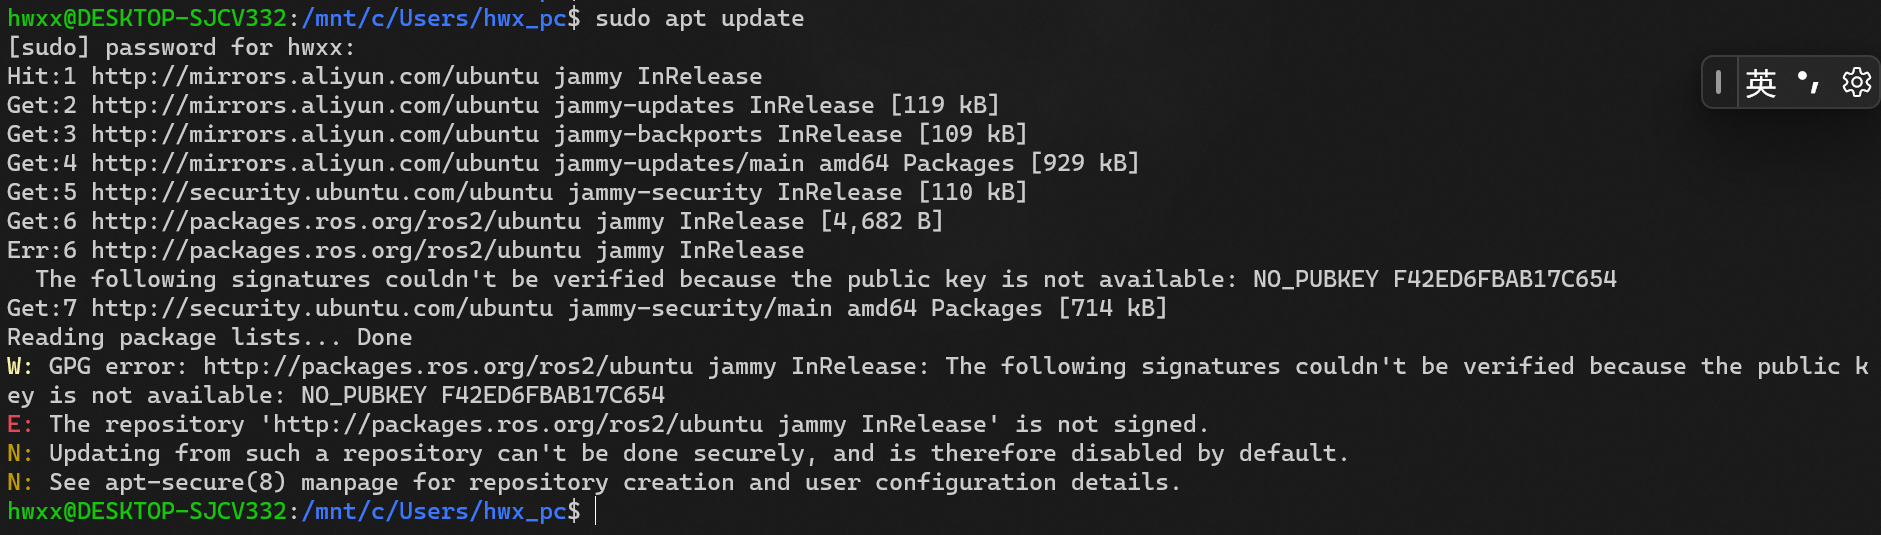 hwxx@DESKTOP-SJCV332:/mnt/c/Users/hwx_pc$ sudo apt update
[sudo] password for hwxx:
Hit:1 http://mirrors.aliyun.com/ubuntu jammy InRelease
Get:2 http://mirrors.aliyun.com/ubuntu jammy-updates InRelease [119 kB]
Get:3 http://mirrors.aliyun.com/ubuntu jammy-backports InRelease [109 kB]
Get:4 http://mirrors.aliyun.com/ubuntu jammy-updates/main amd64 Packages [929 kB]
Get:5 http://security.ubuntu.com/ubuntu jammy-security InRelease [110 kB]
Get:6 http://packages.ros.org/ros2/ubuntu jammy InRelease [4,682 B]
Err:6 http://packages.ros.org/ros2/ubuntu jammy InRelease
  The following signatures couldn't be verified because the public key is not available: NO_PUBKEY F42ED6FBAB17C654
Get:7 http://security.ubuntu.com/ubuntu jammy-security/main amd64 Packages [714 kB]
Reading package lists... Done
W: GPG error: http://packages.ros.org/ros2/ubuntu jammy InRelease: The following signatures couldn't be verified because the public k
ey is not available: NO_PUBKEY F42ED6FBAB17C654
E: The repository 'http://packages.ros.org/ros2/ubuntu jammy InRelease' is not signed.
N: Updating from such a repository can't be done securely, and is therefore disabled by default.
N: See apt-secure(8) manpage for repository creation and user configuration details.
hwxx@DESKTOP-SJCV332:/mnt/c/Users/hwx_pc$
英